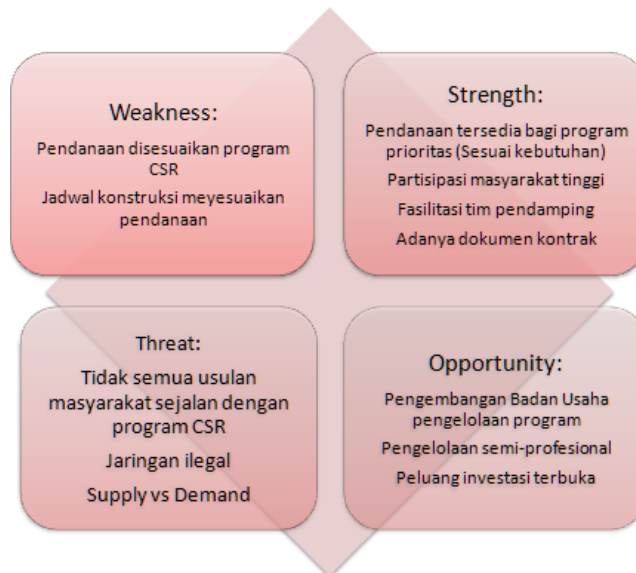 Weakness:
Pendanaan disesuaikan program
CSR
Jadwal konstruksi meyesuaikan
pendanaan
Strength:
Pendanaan tersedia bagi program
prioritas (Sesuai kebutuhan)
Partisipasi masyarakat tinggi
Fasilitasi tim pendamping
Adanya dokumen kontrak
Threat:
Tidak semua usulan
masyarakat sejalan dengan
program CSR
Jaringan ilegal
Supply vs Demand
Opportunity:
Pengembangan Badan Usaha
pengelolaan program
Pengelolaan semi-profesional
Peluang investasi terbuka